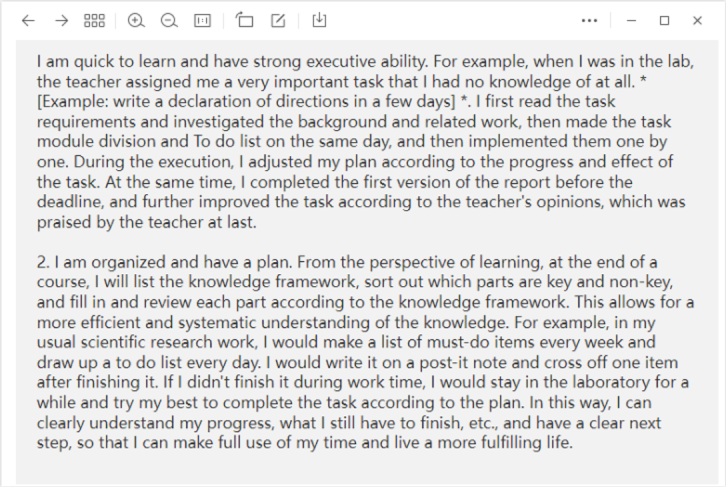 I am quick to learn and have strong executive ability. For example, when I was in the lab,
the teacher assigned me a very important task that I had no knowledge of at all. *
[Example: write a declaration of directions in a few days] *. I first read the task
requirements and investigated the background and related work, then made the task
module division and To do list on the same day, and then implemented them one by
one. During the execution, I adjusted my plan according to the progress and effect of
the task. At the same time, I completed the first version of the report before the
deadline, and further improved the task according to the teacher's opinions, which was
praised by the teacher at last.
2. I am organized and have a plan. From the perspective of learning, at the end of a
course, I will list the knowledge framework, sort out which parts are key and non-key,
and fill in and review each part according to the knowledge framework. This allows for a
more efficient and systematic understanding of the knowledge. For example, in my
usual scientific research work, I would make a list of must-do items every week and
draw up a to do list every day. I would write it on a post-it note and cross off one item
after finishing it. If I didn't finish it during work time, I would stay in the laboratory for a
while and try my best to complete the task according to the plan. In this way, I can
clearly understand my progress, what I still have to finish, etc., and have a clear next
step, so that I can make full use of my time and live a more fulfilling life.